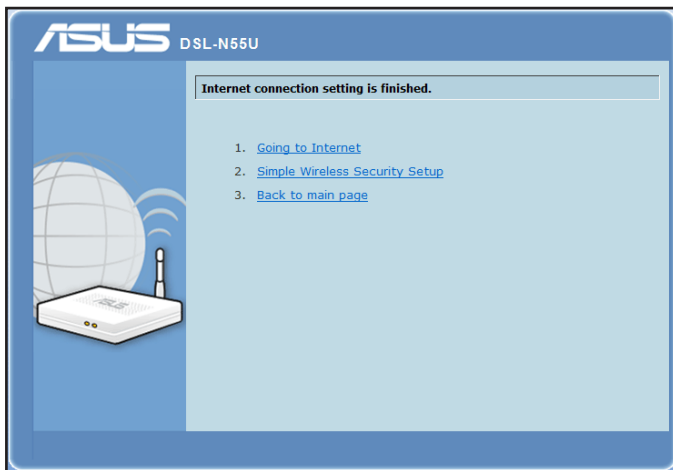 ASUS DSL-N55U
Internet connection setting is finished.
1. Going to Internet
2. Simple Wireless Security Setup
3. Back to main page
ASUS